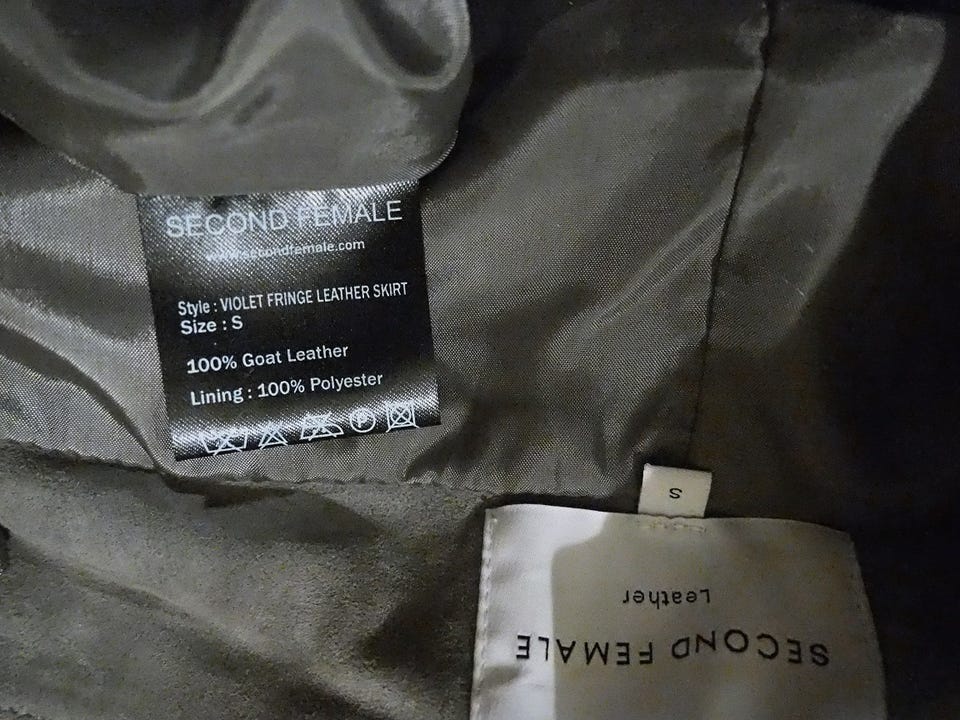 SECOND FEMALE
www.secondfemale.com
Style : VIOLET FRINGE LEATHER SKIRT
Size : S
100% Goat Leather
Lining : 100% Polyester
P
S
SECOND FEMALE
Leather